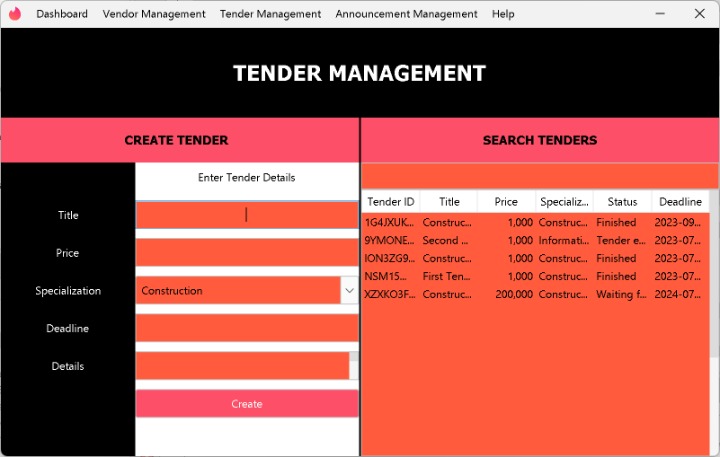 Dashboard Vendor Management Tender Management Announcement Management Help
TENDER MANAGEMENT
CREATE TENDER
Enter Tender Details
Title
Price
Specialization Construction
Deadline
Details
Create
SEARCH TENDERS
Tender ID Title Price Specializ... Status Deadline
1G4JXUK... Construc... 1,000 Construc... Finished 2023-09...
9YMONE... Second ... 1,000 Informati... Tender e... 2023-07...
ION3ZG9... Construc... 1,000 Construc... Finished 2023-07...
NSM15... First Ten... 1,000 Construc... Finished 2023-07...
XZXKO3F... Construc... 200,000 Construc... Waiting f... 2024-07...